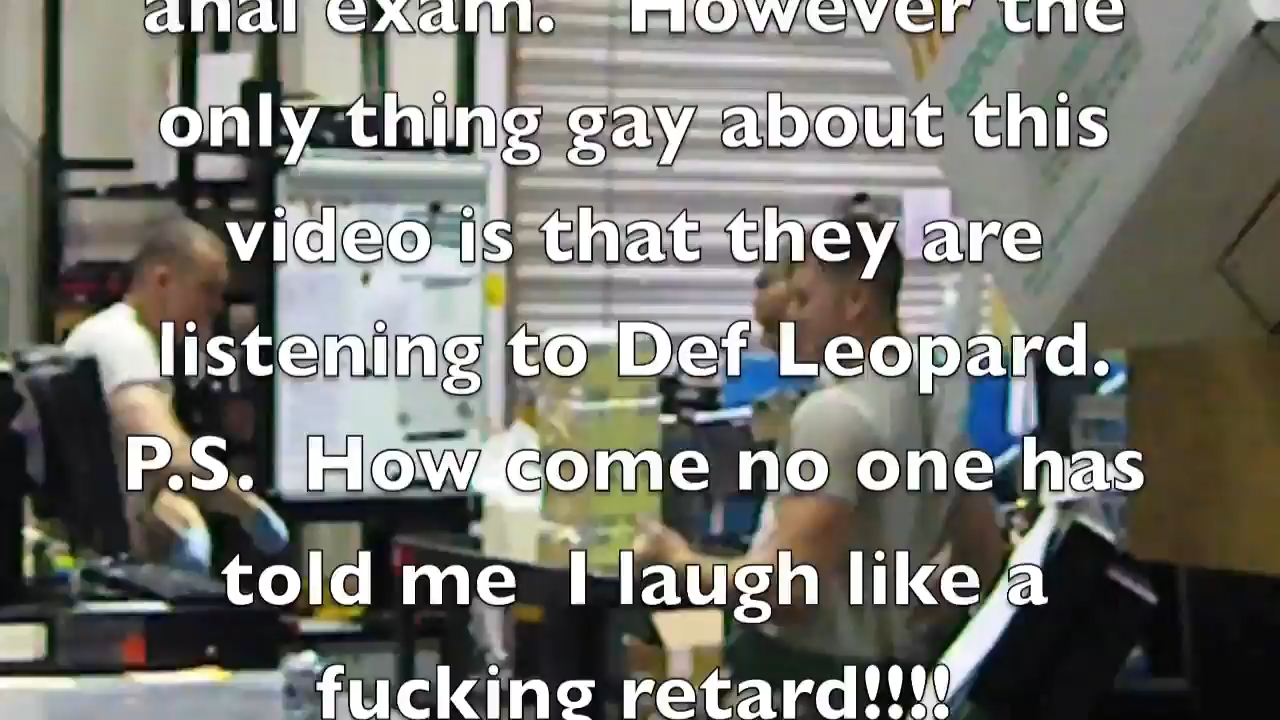 anal exam. However the
only thing gay about this
video is that they are
listening to Def Leopard.
P.S. How come no one has
told me I laugh like a
fucking retard!!!!